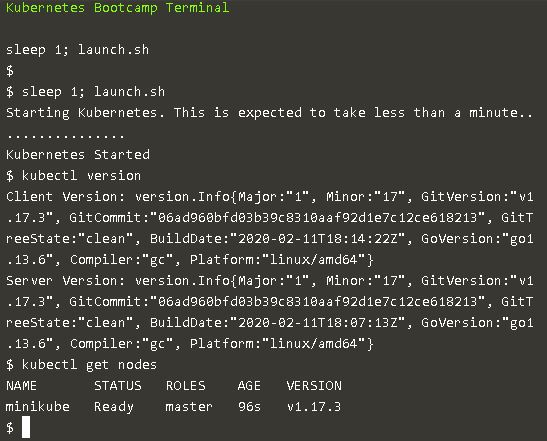 Kubernetes Bootcamp Terminal
sleep 1; launch.sh
$
$ sleep 1; launch.sh
Starting Kubernetes. This is expected to take less than a minute..
...............
Kubernetes Started
$ kubectl version
Client Version: version.Info{Major:"1", Minor:"17", GitVersion:"v1
.17.3", GitCommit:"06ad960bfd03b39c8310aaf92d1e7c12ce618213", GitT
reeState:"clean", BuildDate:"2020-02-11T18:14:22Z", GoVersion:"go1
.13.6", Compiler:"gc", Platform:"linux/amd64"}
Server Version: version.Info{Major:"1", Minor:"17", GitVersion:"v1
.17.3", GitCommit:"06ad960bfd03b39c8310aaf92d1e7c12ce618213", GitT
reeState:"clean", BuildDate:"2020-02-11T18:07:13Z", GoVersion:"go1
.13.6", Compiler:"gc", Platform:"linux/amd64"}
$ kubectl get nodes
NAME STATUS ROLES AGE VERSION
minikube Ready master 96s v1.17.3
$